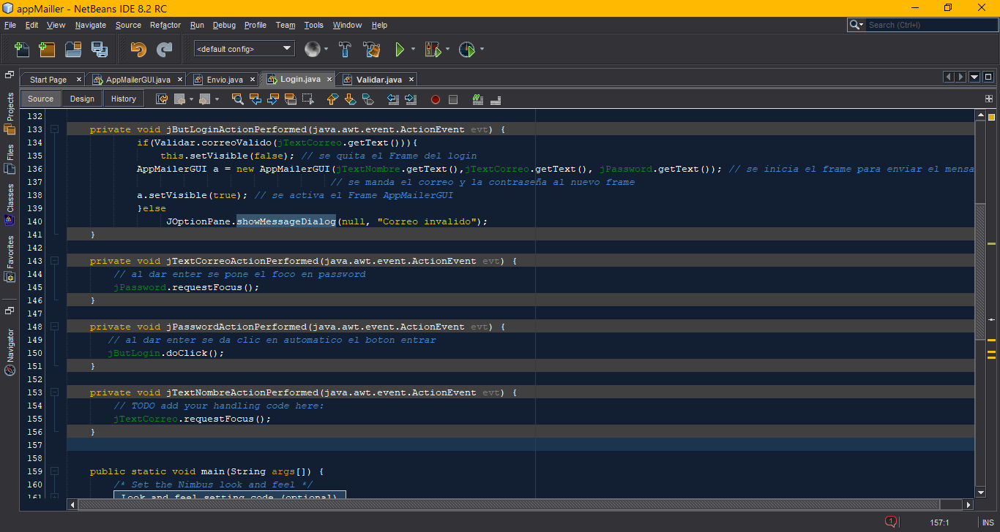 appMailler - NetBeans IDE 8.2 RC
File Edit View Navigate Source Refactor Run Debug Profile Team Tools Window Help
Search (Ctrl+I)
<default config>
Start Page AppMailerGUI.java Envio.java Login.java Validar.java
Source Design History
Projects
Files
Classes
Favorites
Navigator
132
133 private void jButLoginActionPerformed(java.awt.event.ActionEvent evt) {
134 if(Validar.correoValido(jTextCorreo.getText())){
135 this.setVisible(false); // se quita el Frame del login
136 AppMailerGUI a = new AppMailerGUI(jTextNombre.getText(),jTextCorreo.getText(), jPassword.getText()); // se inicia el frame para enviar el mensa
137 // se manda el correo y la contraseña al nuevo frame
138 a.setVisible(true); // se activa el Frame AppMailerGUI
139 }else
140 JOptionPane.showMessageDialog(null, "Correo invalido");
141 }
142
143 private void jTextCorreoActionPerformed(java.awt.event.ActionEvent evt) {
144 // al dar enter se pone el foco en password
145 jPassword.requestFocus();
146 }
147
148 private void jPasswordActionPerformed(java.awt.event.ActionEvent evt) {
149 // al dar enter se da clic en automatico el boton entrar
150 jButLogin.doClick();
151 }
152
153 private void jTextNombreActionPerformed(java.awt.event.ActionEvent evt) {
154 // TODO add your handling code here:
155 jTextCorreo.requestFocus();
156 }
157
158
159 public static void main(String args[]) {
160 /* Set the Nimbus look and feel */
161 Look and feel setting code (optional)
1
157:1 INS